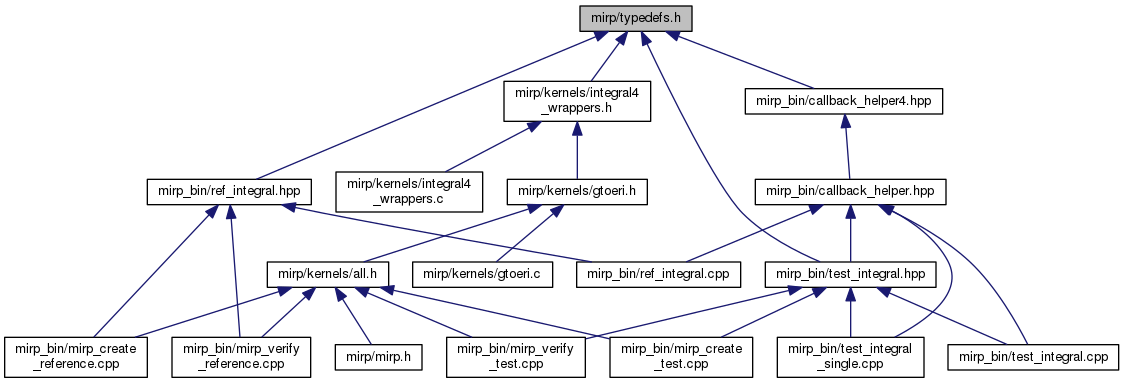 mirp/typedefs.h
mirp/kernels/integral4
_wrappers.h
mirp_bin/callback_helper4.hpp
mirp_bin/ref_integral.hpp
mirp/kernels/integral4
_wrappers.c
mirp/kernels/gtoeri.h
mirp_bin/callback_helper.hpp
mirp/kernels/all.h
mirp/kernels/gtoeri.c
mirp_bin/ref_integral.cpp
mirp_bin/test_integral.hpp
mirp_bin/mirp_create
_reference.cpp
mirp_bin/mirp_verify
_reference.cpp
mirp/mirp.h
mirp_bin/mirp_verify
_test.cpp
mirp_bin/mirp_create
_test.cpp
mirp_bin/test_integral
_single.cpp
mirp_bin/test_integral.cpp